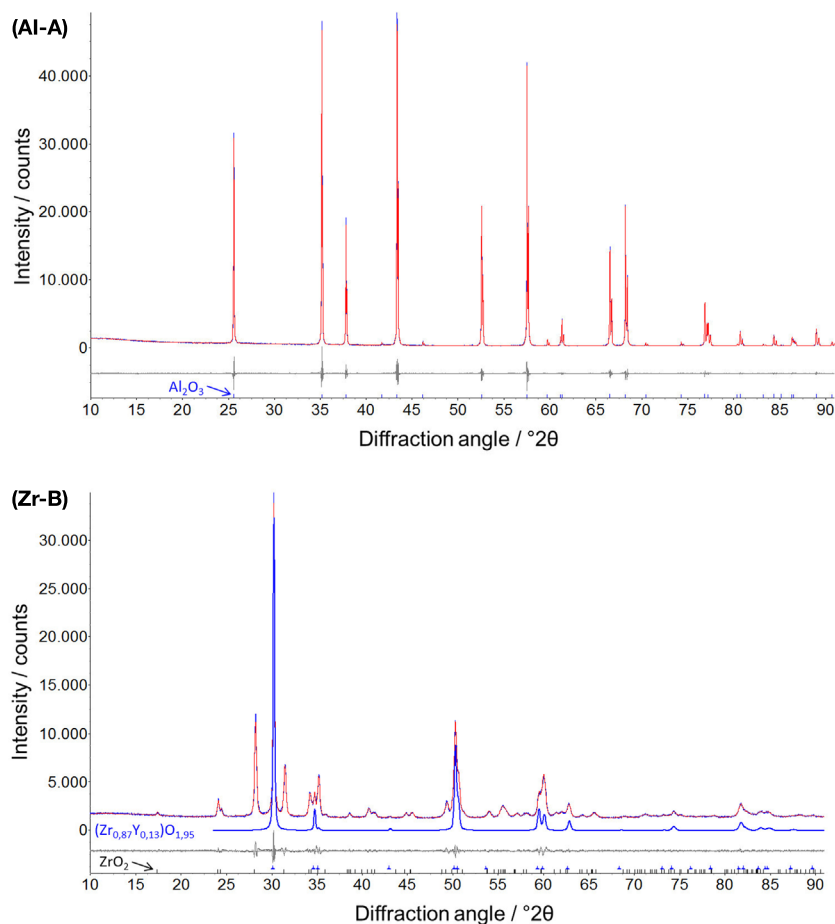 (Al-A)
Intensity / counts
40.000
30.000
20.000
10.000
0
Al₂O₃
10 15 20 25 30 35 40 45 50 55 60 65 70 75 80 85 90
Diffraction angle / °2θ
(Zr-B)
Intensity / counts
30.000
25.000
20.000
15.000
10.000
5.000
0
(Zr₀,₈₇Y₀,₁₃)O₁,₉₅
ZrO₂
10 15 20 25 30 35 40 45 50 55 60 65 70 75 80 85 90
Diffraction angle / °2θ